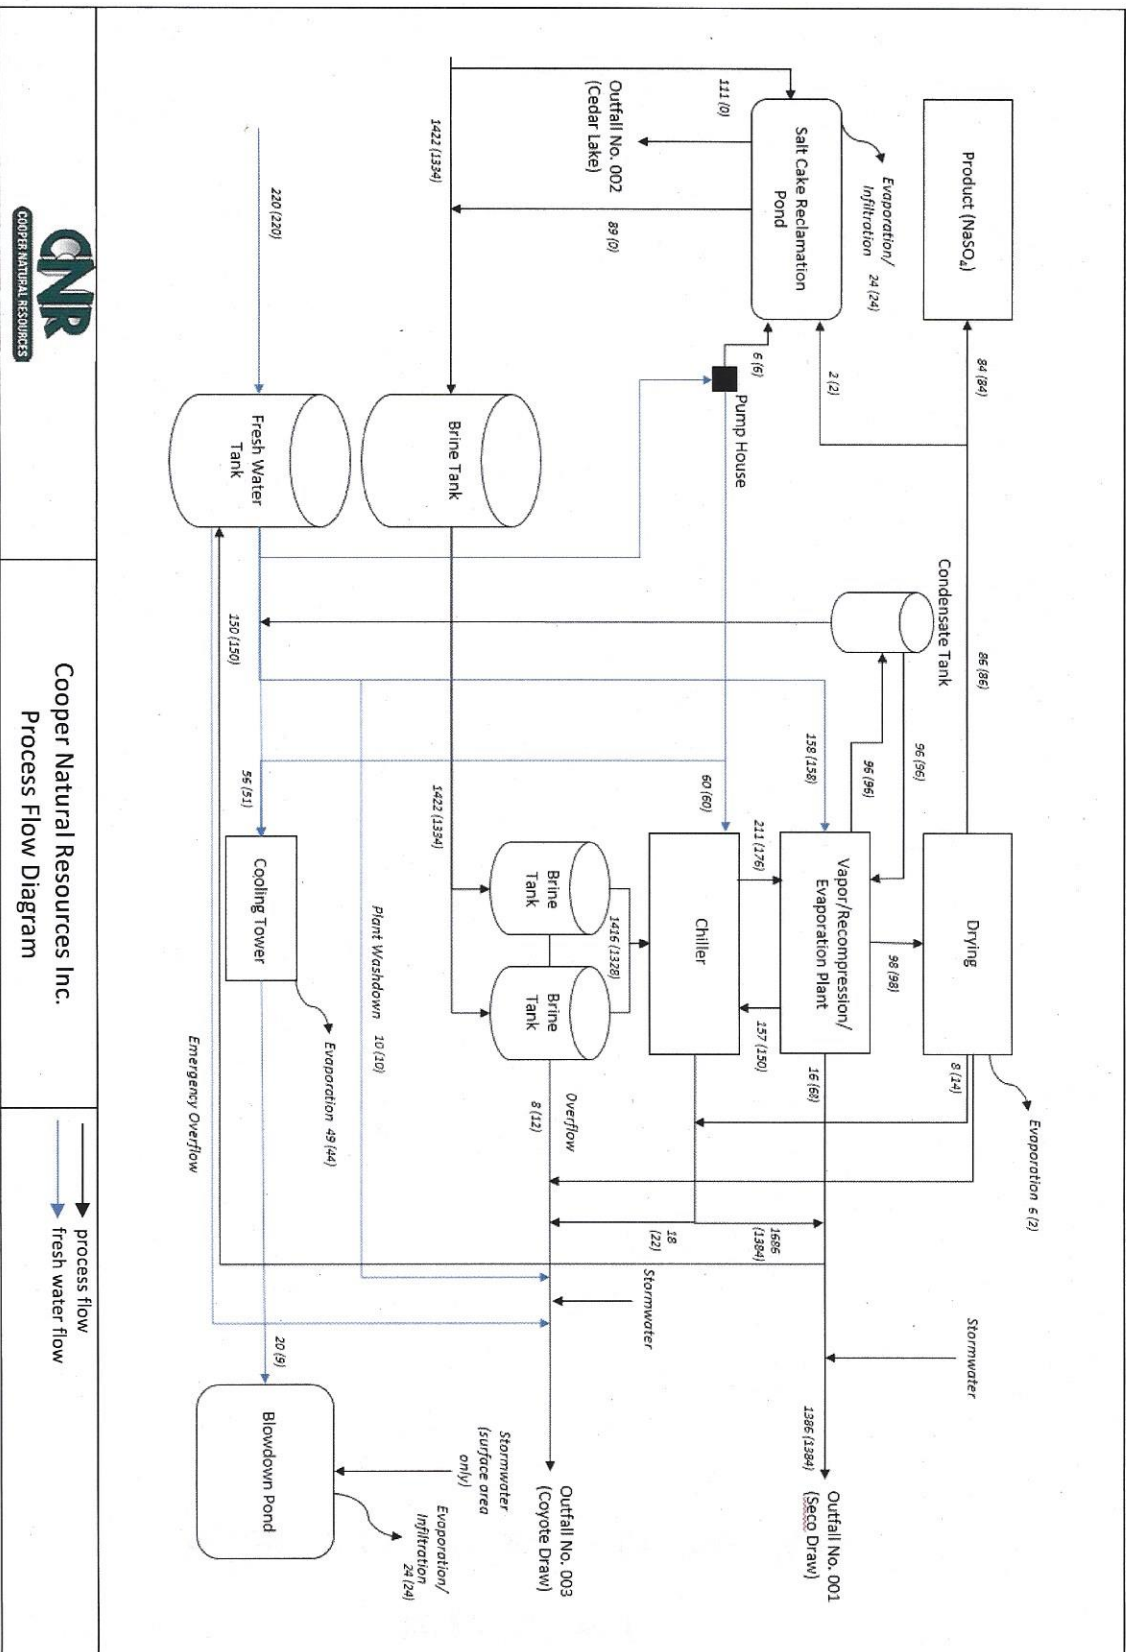 Product (NaSO4)
84 (84)
86 (86)
Drying
Evaporation 6 (2)
8 (14)
Evaporation/
Infiltration 24 (24)
Salt Cake Reclamation
Pond
2 (2)
6 (6)
Pump House
Condensate Tank
96 (96)
96 (96)
98 (98)
158 (158)
Vapor/Recompression/
Evaporation Plant
16 (68)
Stormwater
1386 (1384)
Outfall No. 001
(Seco Draw)
111 (0)
Outfall No. 002
(Cedar Lake)
89 (0)
60 (60)
211 (176)
157 (150)
Chiller
1686
(1384)
18
(22)
Stormwater
1422 (1334)
Brine Tank
1422 (1334)
1416 (1328)
Brine
Tank
Brine
Tank
Overflow
8 (12)
Outfall No. 003
(Coyote Draw)
Stormwater
(surface area
only)
Evaporation/
Infiltration
24 (24)
220 (220)
Fresh Water
Tank
150 (150)
56 (51)
Cooling Tower
Evaporation 49 (44)
Plant Washdown 10 (10)
Emergency Overflow
20 (9)
Blowdown Pond
CNR
COOPER NATURAL RESOURCES
Cooper Natural Resources Inc.
Process Flow Diagram
process flow
fresh water flow